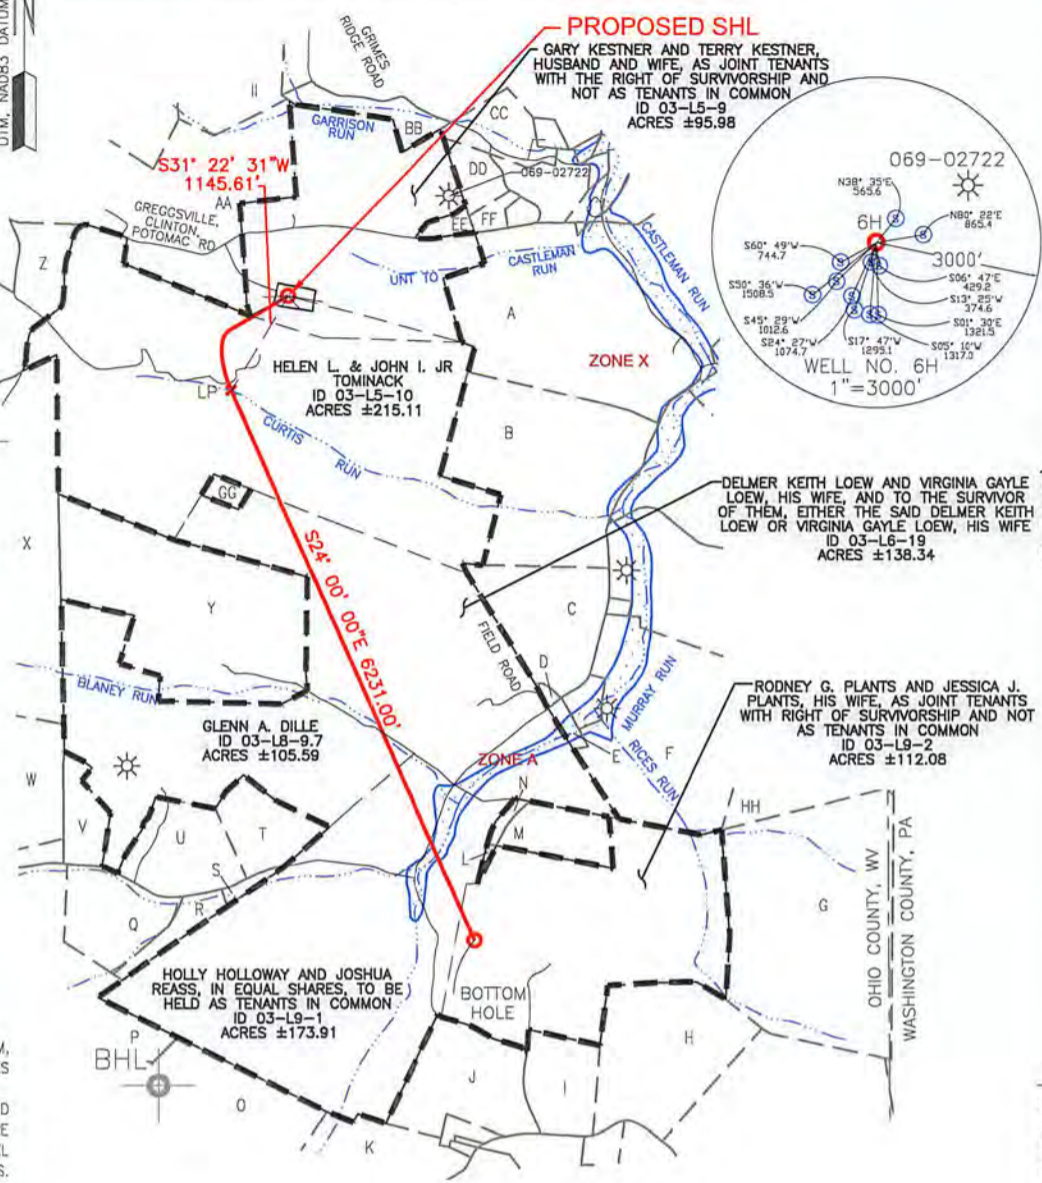 UTM, NAD83 DATUM
N
PROPOSED SHL
GARY KESTNER AND TERRY KESTNER,
HUSBAND AND WIFE, AS JOINT TENANTS
WITH THE RIGHT OF SURVIVORSHIP AND
NOT AS TENANTS IN COMMON
ID 03-L5-9
ACRES ±95.98
GRIMES
RIDGE ROAD
II
GARRISON
RUN
BB
CC
DD
069-02722
EE
FF
S31° 22' 31"W
1145.61'
AA
GREGGSVILLE,
CLINTON,
POTOMAC RD
Z
UNT TO
CASTLEMAN
RUN
CASTLEMAN RUN
A
ZONE X
069-02722
N38° 35'E
565.6
6H
N80° 22'E
865.4
S60° 49'W
744.7
3000'
S50° 36'W
1508.5
S06° 47'E
429.2
S45° 29'W
1012.6
S13° 25'W
374.6
S24° 27'W
1074.7
S17° 47'W
1295.1
S01° 30'E
1321.5
S05° 10'W
1317.0
WELL NO. 6H
1"=3000'
HELEN L. & JOHN I. JR
TOMINACK
ID 03-L5-10
ACRES ±215.11
LP
CURTIS
RUN
B
GG
X
DELMER KEITH LOEW AND VIRGINIA GAYLE
LOEW, HIS WIFE, AND TO THE SURVIVOR
OF THEM, EITHER THE SAID DELMER KEITH
LOEW OR VIRGINIA GAYLE LOEW, HIS WIFE
ID 03-L6-19
ACRES ±138.34
S24° 00' 00"E 6231.00'
Y
C
FIELD ROAD
D
BLANEY RUN
MURRAY RUN
RODNEY G. PLANTS AND JESSICA J.
PLANTS, HIS WIFE, AS JOINT TENANTS
WITH RIGHT OF SURVIVORSHIP AND NOT
AS TENANTS IN COMMON
ID 03-L9-2
ACRES ±112.08
GLENN A. DILLE
ID 03-L8-9.7
ACRES ±105.59
ZONE A
E
F
RICES RUN
W
V
U
T
N
M
L
HH
S
R
Q
G
OHIO COUNTY, WV
WASHINGTON COUNTY, PA
HOLLY HOLLOWAY AND JOSHUA
REASS, IN EQUAL SHARES, TO BE
HELD AS TENANTS IN COMMON
ID 03-L9-1
ACRES ±173.91
BOTTOM
HOLE
P
H
BHL
J
I
O
K
M,
S
D
E
L
S.